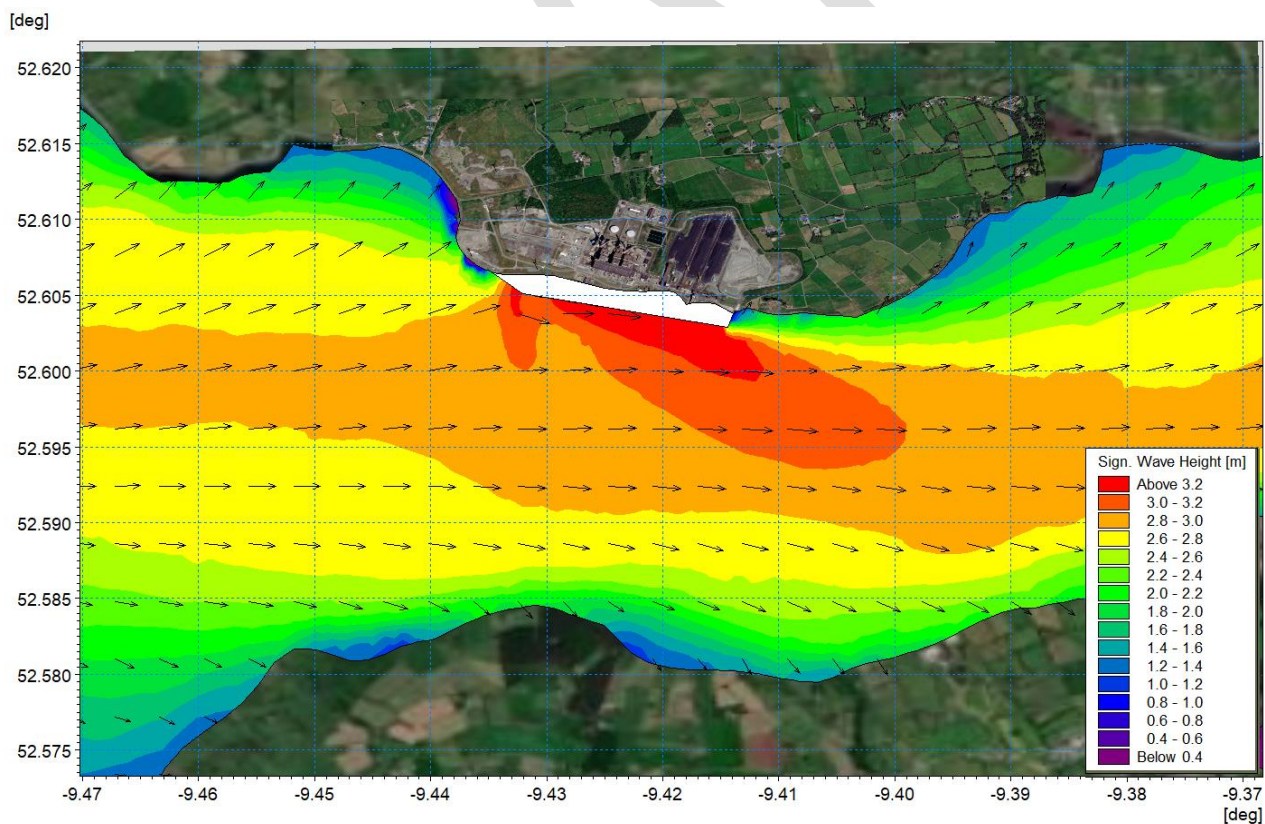 [deg]
52.620
52.615
52.610
52.605
52.600
52.595
52.590
52.585
52.580
52.575
Sign. Wave Height [m]
Above 3.2
3.0 - 3.2
2.8 - 3.0
2.6 - 2.8
2.4 - 2.6
2.2 - 2.4
2.0 - 2.2
1.8 - 2.0
1.6 - 1.8
1.4 - 1.6
1.2 - 1.4
1.0 - 1.2
0.8 - 1.0
0.6 - 0.8
0.4 - 0.6
Below 0.4
-9.47 -9.46 -9.45 -9.44 -9.43 -9.42 -9.41 -9.40 -9.39 -9.38 -9.37
[deg]